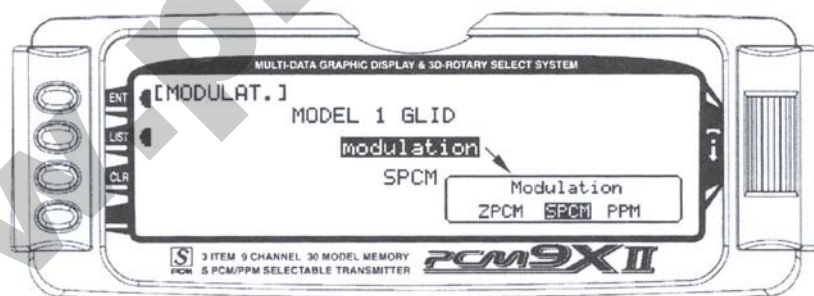 MULTI-DATA GRAPHIC DISPLAY & 3D-ROTARY SELECT SYSTEM
ENT
[MODULAT.]
MODEL 1 GLID
LIST
modulation
CLR
SPCM
Modulation
ZPCM SPCM PPM
S
PCM
3 ITEM 9 CHANNEL 30 MODEL MEMORY
S PCM/PPM SELECTABLE TRANSMITTER
PCM9XII